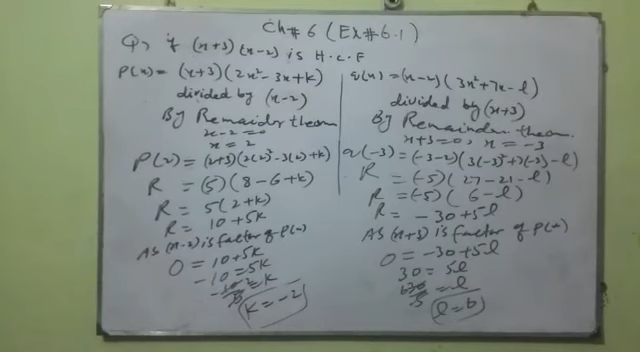 Ch# 6 (Ex#6.1)
Q7 if (x+3)(x-2) is H.C.F
P(x)= (x+3)(2x²-3x+k)
divided by (x-2)
By Remaidor theorm
x-2=0
x=2
P(2)=(2+3)(2(2)²-3(2)+k)
R = (5)(8-6+k)
R = 5(2+k)
R= 10+5k
AS (x-2) is factor of P(x)
0 = 10+5k
-10=5k
k=-2
q(x)=(x-2)(3x²+7x-l)
divided by (x+3)
By Remainder theorm.
x+3=0, x=-3
q(-3)=(-3-2)(3(-3)²+7(-3)-l)
R = (-5)(27-21-l)
R =(-5)(6-l)
R= -30+5l
AS (x+3) is factor of P(x)
0= -30+5l
30 = 5l
l=6